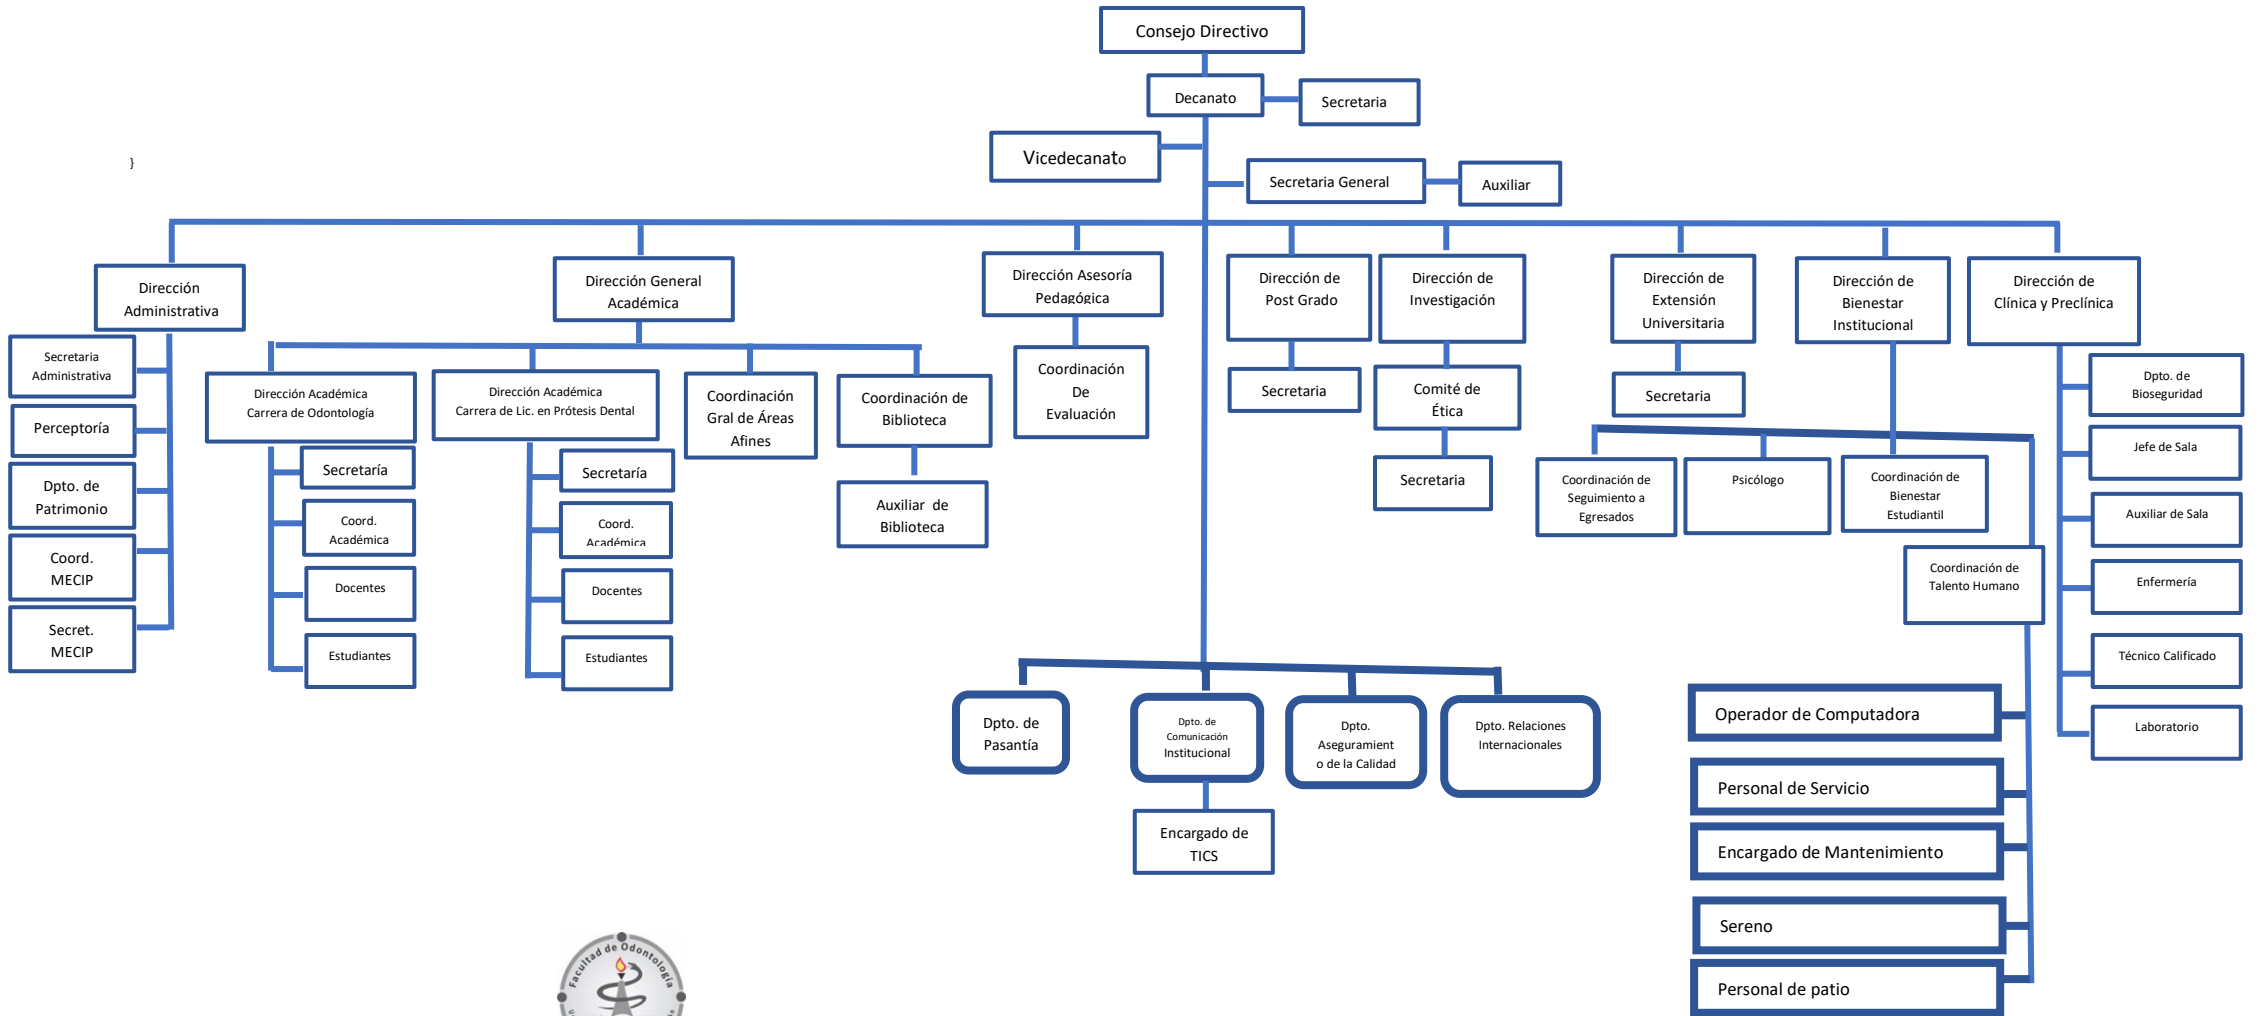 Consejo Directivo
Decanato
Secretaria
Vicedecanato
}
Secretaria General
Auxiliar
Dirección
Administrativa
Secretaria
Administrativa
Perceptoría
Dpto. de
Patrimonio
Coord.
MECIP
Secret.
MECIP
Dirección General
Académica
Dirección Académica
Carrera de Odontología
Secretaría
Coord.
Académica
Docentes
Estudiantes
Dirección Académica
Carrera de Lic. en Prótesis Dental
Secretaría
Coord.
Académica
Docentes
Estudiantes
Coordinación
Gral de Áreas
Afines
Coordinación de
Biblioteca
Auxiliar de
Biblioteca
Dirección Asesoría
Pedagógica
Coordinación
De
Evaluación
Dirección de
Post Grado
Secretaria
Dirección de
Investigación
Comité de
Ética
Secretaria
Dirección de
Extensión
Universitaria
Secretaria
Dirección de
Bienestar
Institucional
Coordinación de
Seguimiento a
Egresados
Psicólogo
Coordinación de
Bienestar
Estudiantil
Coordinación de
Talento Humano
Operador de Computadora
Personal de Servicio
Encargado de Mantenimiento
Sereno
Personal de patio
Dirección de
Clínica y Preclínica
Dpto. de
Bioseguridad
Jefe de Sala
Auxiliar de Sala
Enfermería
Técnico Calificado
Laboratorio
Dpto. de
Pasantía
Dpto. de
Comunicación
Institucional
Encargado de
TICS
Dpto.
Aseguramient
o de la Calidad
Dpto. Relaciones
Internacionales
Facultad de Odontología